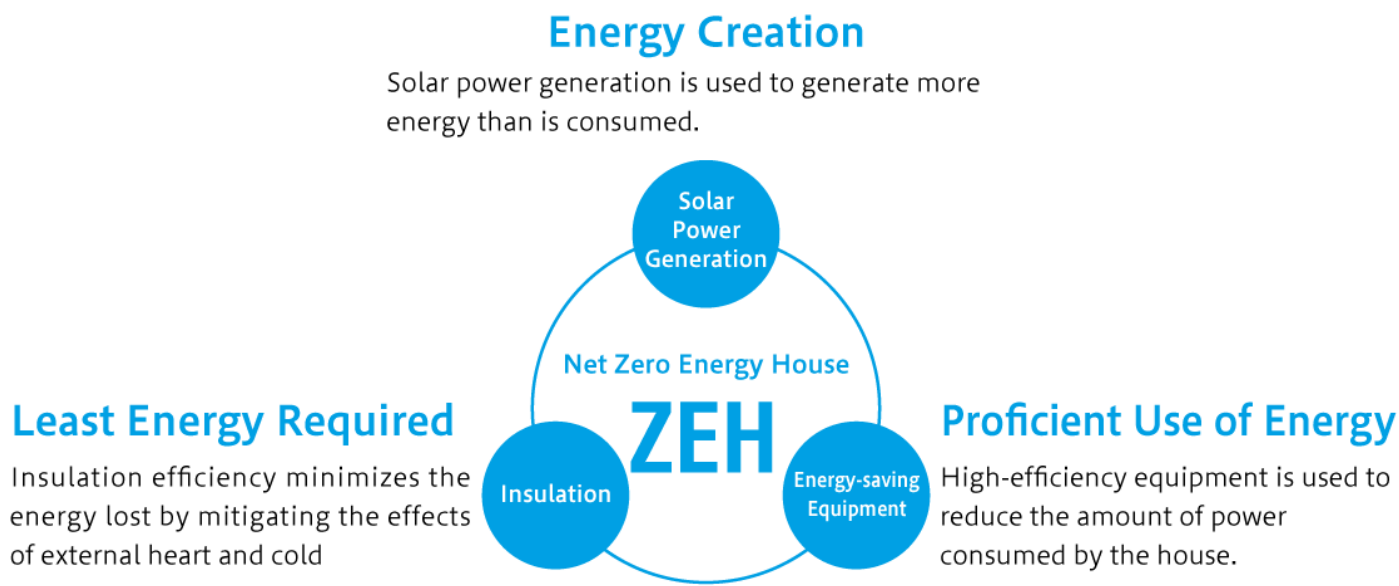 Energy Creation
Solar power generation is used to generate more
energy than is consumed.
Solar
Power
Generation
Net Zero Energy House
ZEH
Least Energy Required
Insulation efficiency minimizes the
energy lost by mitigating the effects
of external heart and cold
Insulation
Energy-saving
Equipment
Proficient Use of Energy
High-efficiency equipment is used to
reduce the amount of power
consumed by the house.